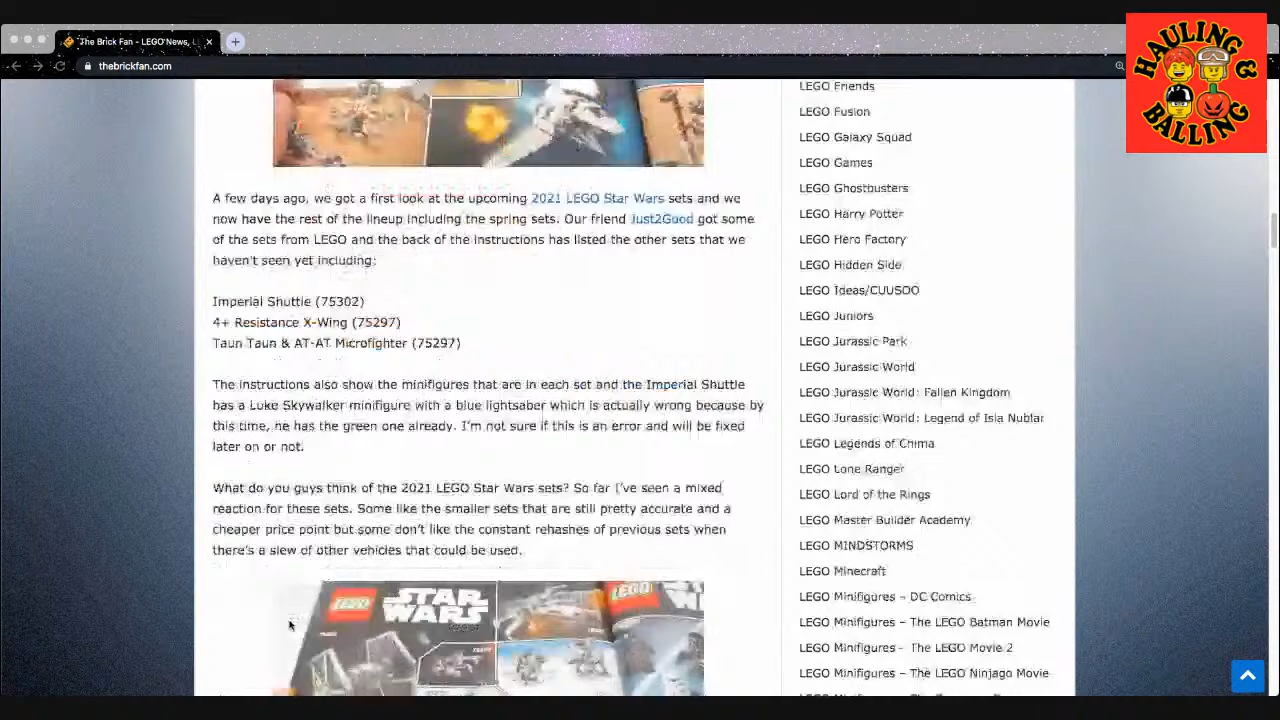 The Brick Fan - LEGO News, L
thebrickfan.com
HAULING &
BALLING
A few days ago, we got a first look at the upcoming 2021 LEGO Star Wars sets and we
now have the rest of the lineup including the spring sets. Our friend Just2Good got some
of the sets from LEGO and the back of the instructions has listed the other sets that we
haven't seen yet including:
Imperial Shuttle (75302)
4+ Resistance X-Wing (75297)
Taun Taun & AT-AT Microfighter (75297)
The instructions also show the minifigures that are in each set and the Imperial Shuttle
has a Luke Skywalker minifigure with a blue lightsaber which is actually wrong because by
this time, he has the green one already. I'm not sure if this is an error and will be fixed
later on or not.
What do you guys think of the 2021 LEGO Star Wars sets? So far I've seen a mixed
reaction for these sets. Some like the smaller sets that are still pretty accurate and a
cheaper price point but some don't like the constant rehashes of previous sets when
there's a slew of other vehicles that could be used.
LEGO STAR WARS
LEGO
LEGO Friends
LEGO Fusion
LEGO Galaxy Squad
LEGO Games
LEGO Ghostbusters
LEGO Harry Potter
LEGO Hero Factory
LEGO Hidden Side
LEGO Ideas/CUUSOO
LEGO Juniors
LEGO Jurassic Park
LEGO Jurassic World
LEGO Jurassic World: Fallen Kingdom
LEGO Jurassic World: Legend of Isla Nublar
LEGO Legends of Chima
LEGO Lone Ranger
LEGO Lord of the Rings
LEGO Master Builder Academy
LEGO MINDSTORMS
LEGO Minecraft
LEGO Minifigures – DC Comics
LEGO Minifigures – The LEGO Batman Movie
LEGO Minifigures - The LEGO Movie 2
LEGO Minifigures – The LEGO Ninjago Movie